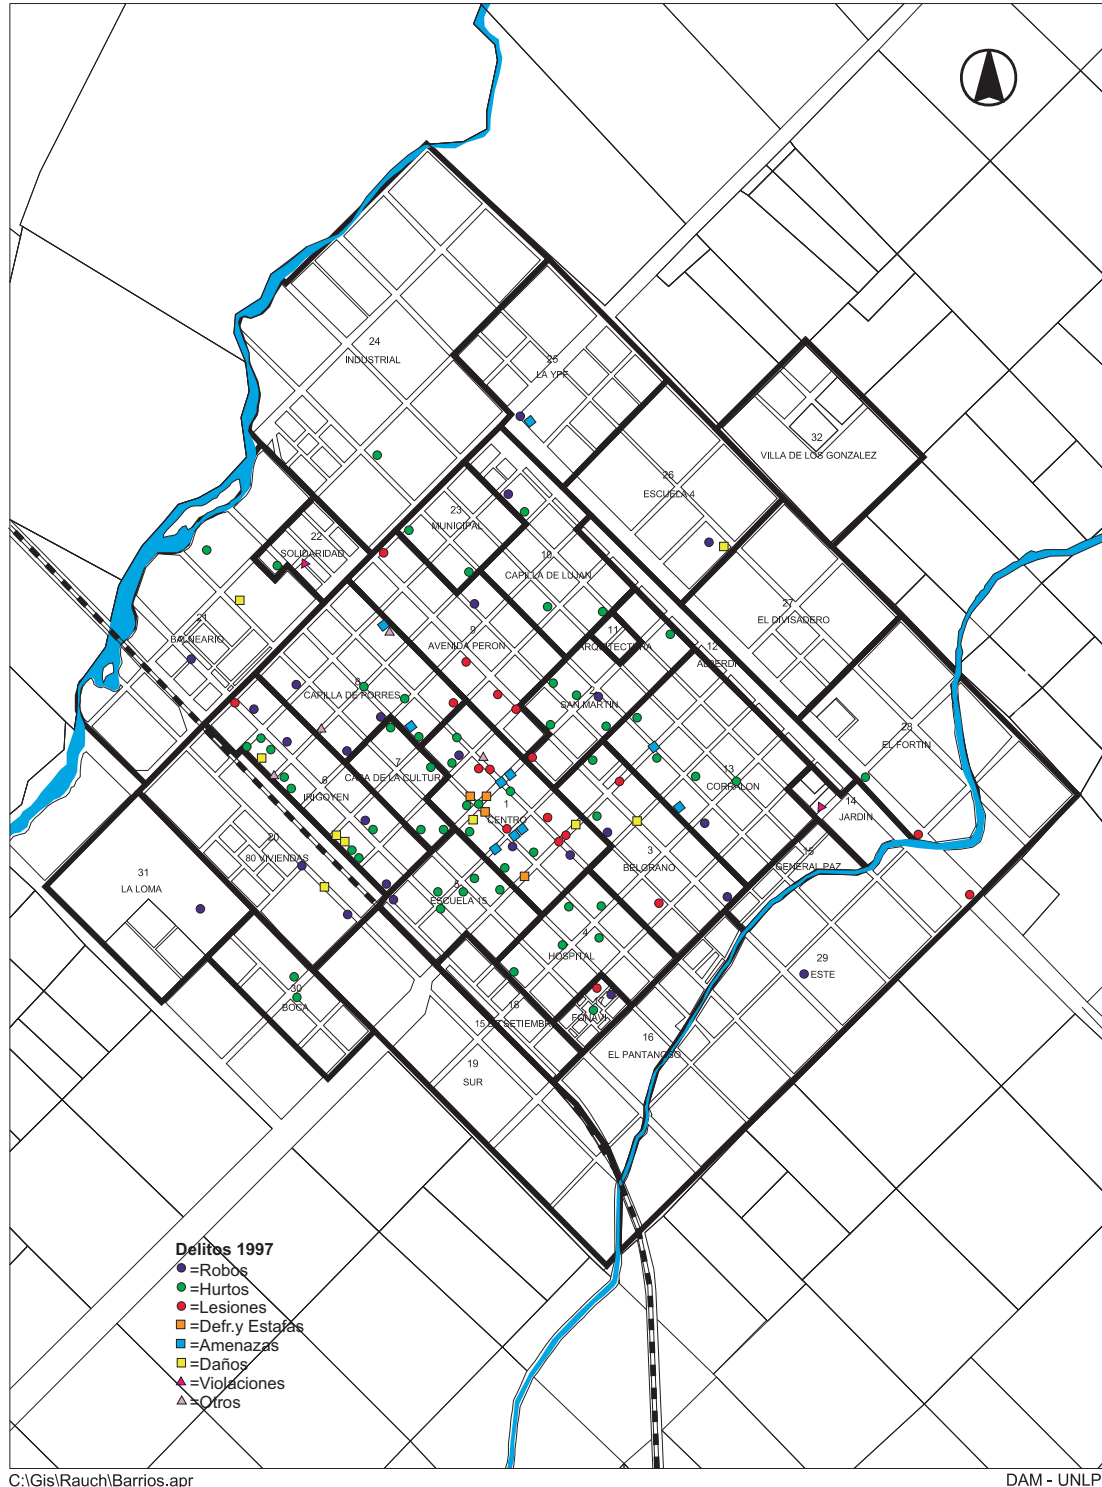 24
INDUSTRIAL
25
LA YPF
32
VILLA DE LOS GONZALEZ
26
ESCUELA 4
23
MUNICIPAL
22
SOLIDARIDAD
10
CAPILLA DE LUJAN
27
EL DIVISADERO
21
BALNEARIO
9
AVENIDA PERON
11
ARQUITECTURA
12
ALBERDI
8
CAPILLA DE PORRES
2
SAN MARTIN
28
EL FORTIN
7
CASA DE LA CULTURA
6
IRIGOYEN
13
CORRALON
1
CENTRO
14
JARDIN
20
80 VIVIENDAS
3
BELGRANO
15
GENERAL PAZ
31
LA LOMA
5
ESCUELA 15
4
HOSPITAL
29
ESTE
30
BOCA
18
15 DE SETIEMBRE
17
FONAVI
16
EL PANTANOSO
19
SUR
Delitos 1997
=Robos
=Hurtos
=Lesiones
=Defr.y Estafas
=Amenazas
=Daños
=Violaciones
=Otros
C:\Gis\Rauch\Barrios.apr
DAM - UNLP